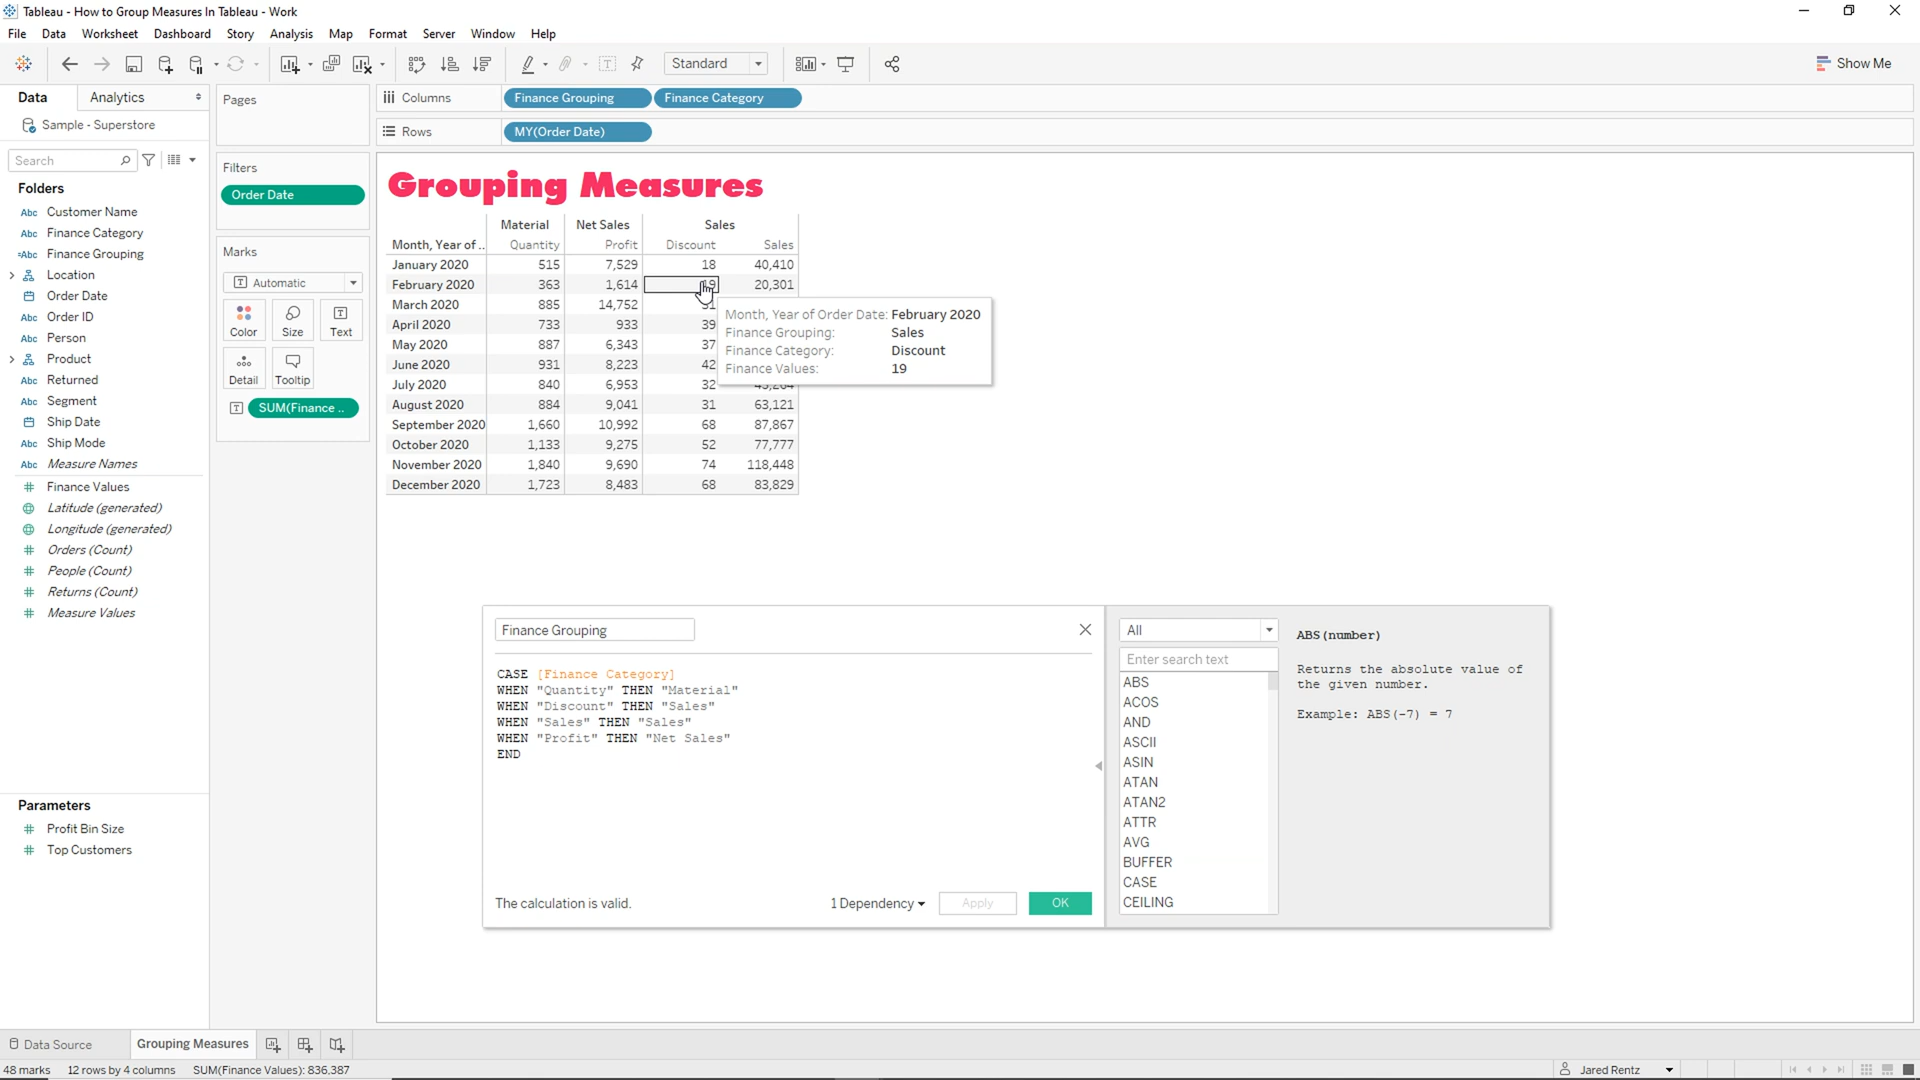 Tableau - How to Group Measures In Tableau - Work
File Data Worksheet Dashboard Story Analysis Map Format Server Window Help
Standard
Show Me
Data Analytics
Sample - Superstore
Search
Folders
Abc Customer Name
Abc Finance Category
=Abc Finance Grouping
Location
Order Date
Abc Order ID
Abc Person
Product
Abc Returned
Abc Segment
Ship Date
Abc Ship Mode
Abc Measure Names
# Finance Values
Latitude (generated)
Longitude (generated)
# Orders (Count)
# People (Count)
# Returns (Count)
# Measure Values
Parameters
# Profit Bin Size
# Top Customers
Pages
Filters
Order Date
Marks
T Automatic
Color Size Text
Detail Tooltip
SUM(Finance ..
Columns Finance Grouping Finance Category
Rows MY(Order Date)
Grouping Measures
Material Net Sales Sales
Month, Year of .. Quantity Profit Discount Sales
January 2020 515 7,529 18 40,410
February 2020 363 1,614 19 20,301
March 2020 885 14,752 31
April 2020 733 933 39
May 2020 887 6,343 37
June 2020 931 8,223 42
July 2020 840 6,953 32
August 2020 884 9,041 31 63,121
September 2020 1,660 10,992 68 87,867
October 2020 1,133 9,275 52 77,777
November 2020 1,840 9,690 74 118,448
December 2020 1,723 8,483 68 83,829
Month, Year of Order Date: February 2020
Finance Grouping: Sales
Finance Category: Discount
Finance Values: 19
Finance Grouping
CASE [Finance Category]
WHEN "Quantity" THEN "Material"
WHEN "Discount" THEN "Sales"
WHEN "Sales" THEN "Sales"
WHEN "Profit" THEN "Net Sales"
END
The calculation is valid.
1 Dependency
Apply
OK
All
Enter search text
ABS
ACOS
AND
ASCII
ASIN
ATAN
ATAN2
ATTR
AVG
BUFFER
CASE
CEILING
ABS(number)
Returns the absolute value of
the given number.
Example: ABS(-7) = 7
Data Source Grouping Measures
48 marks 12 rows by 4 columns SUM(Finance Values): 836,387
Jared Rentz